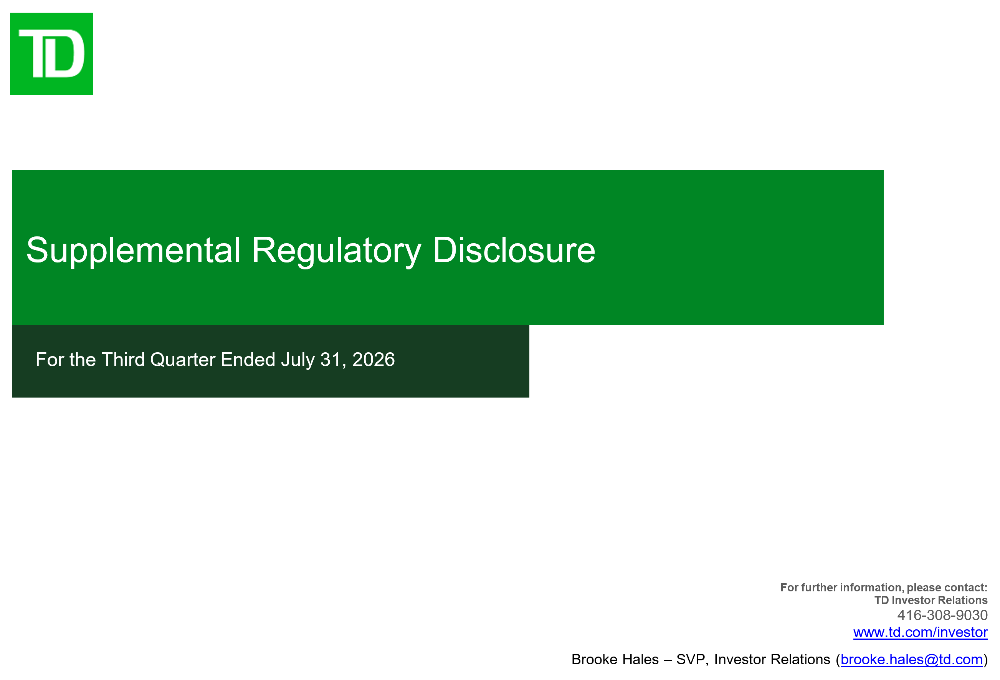 TD
Supplemental Regulatory Disclosure
For the Third Quarter Ended July 31, 2026
For further information, please contact:
TD Investor Relations
416-308-9030
www.td.com/investor
Brooke Hales – SVP, Investor Relations (brooke.hales@td.com)